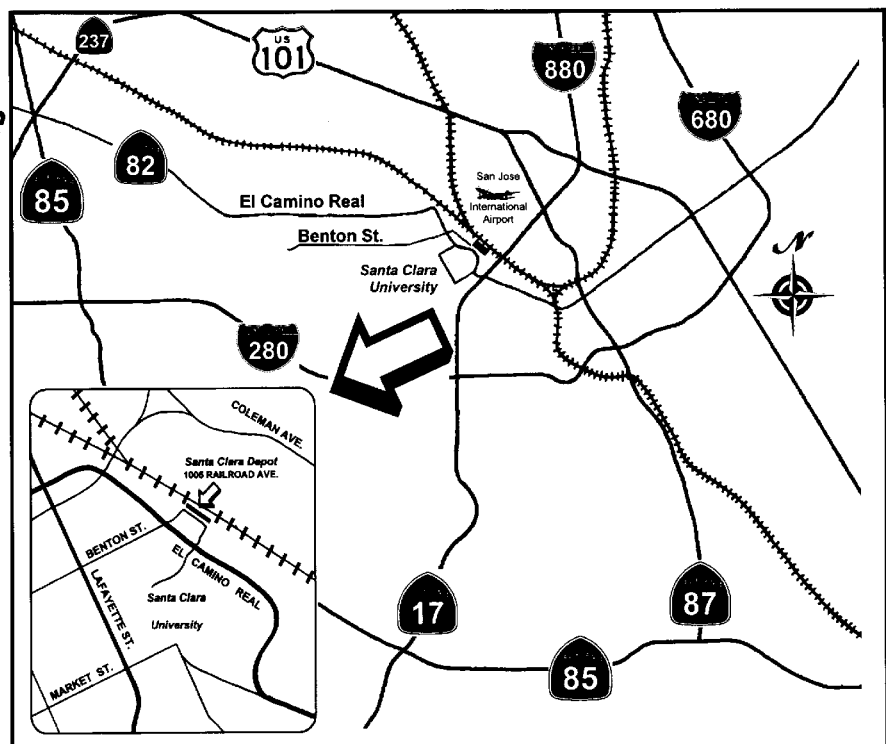 237
US
101
880
680
82
85
El Camino Real
Benton St.
San Jose
International
Airport
Santa Clara
University
N
280
COLEMAN AVE.
Santa Clara Depot
1005 RAILROAD AVE.
BENTON ST.
EL CAMINO REAL
LAFAYETTE ST.
Santa Clara
University
MARKET ST.
17
87
85